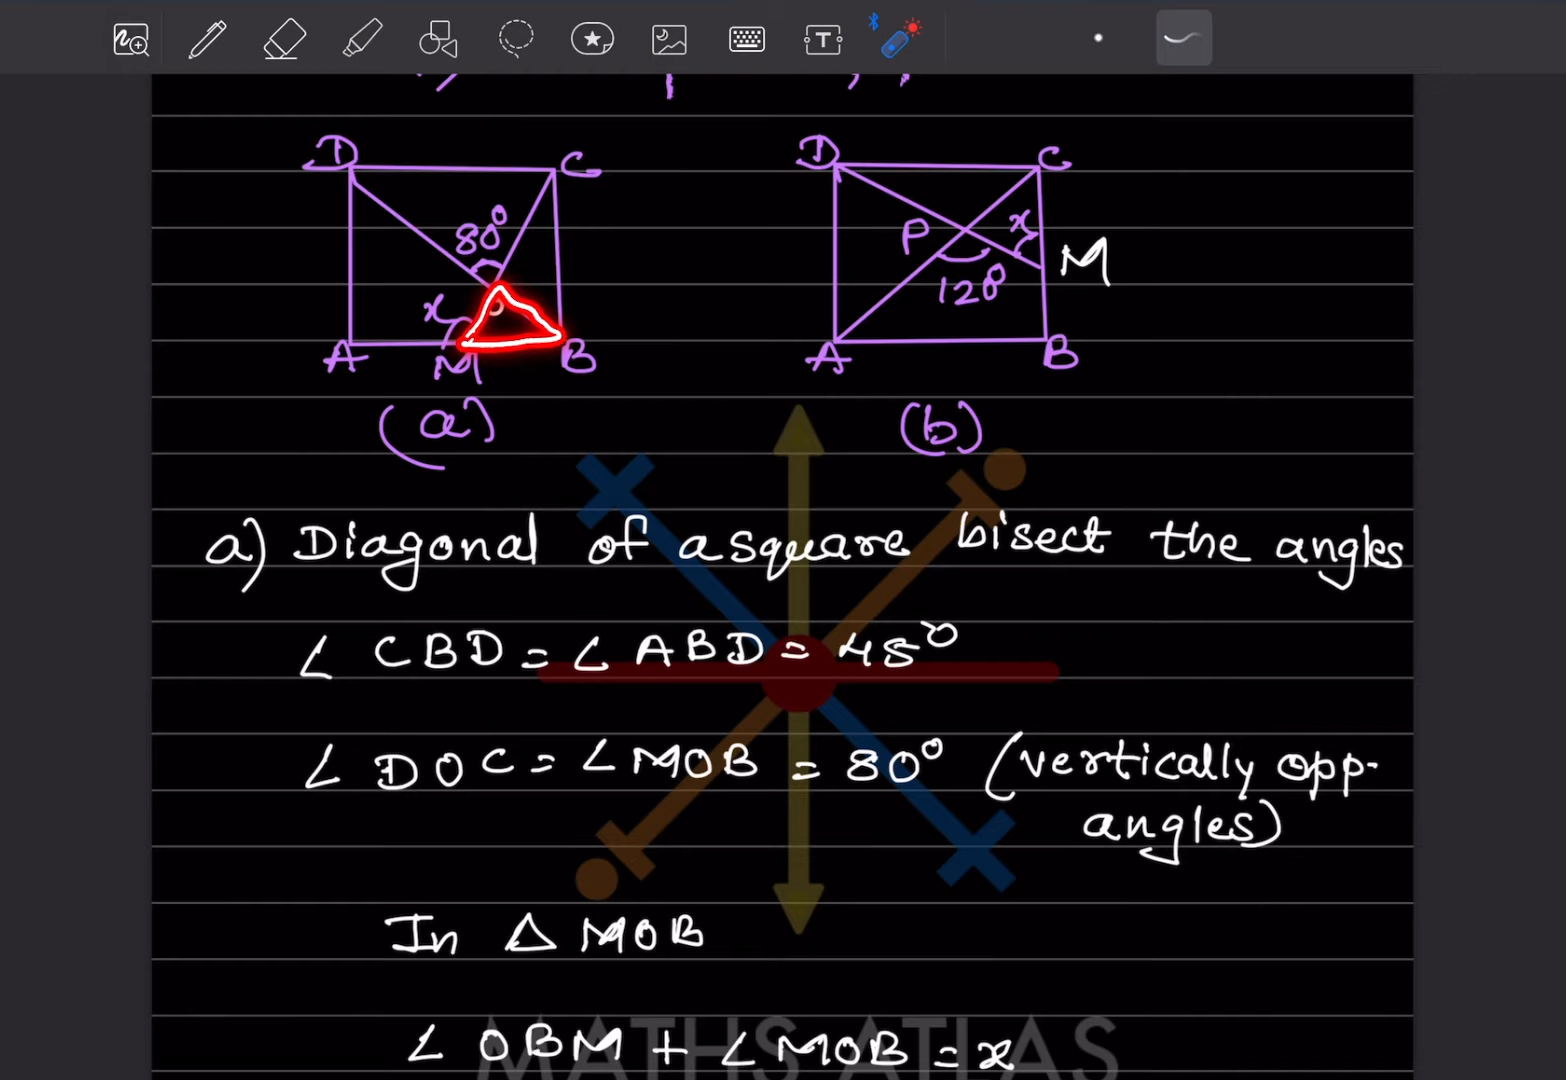 D C D C
80° P x M
x O 120°
A M B A B
(a) (b)
a) Diagonal of a square bisect the angles
∠ CBD = ∠ ABD = 45°
∠ DOC = ∠ MOB = 80° (vertically opp.
angles)
In △ MOB
∠ OBM + ∠ MOB = x
MATHS ATLAS